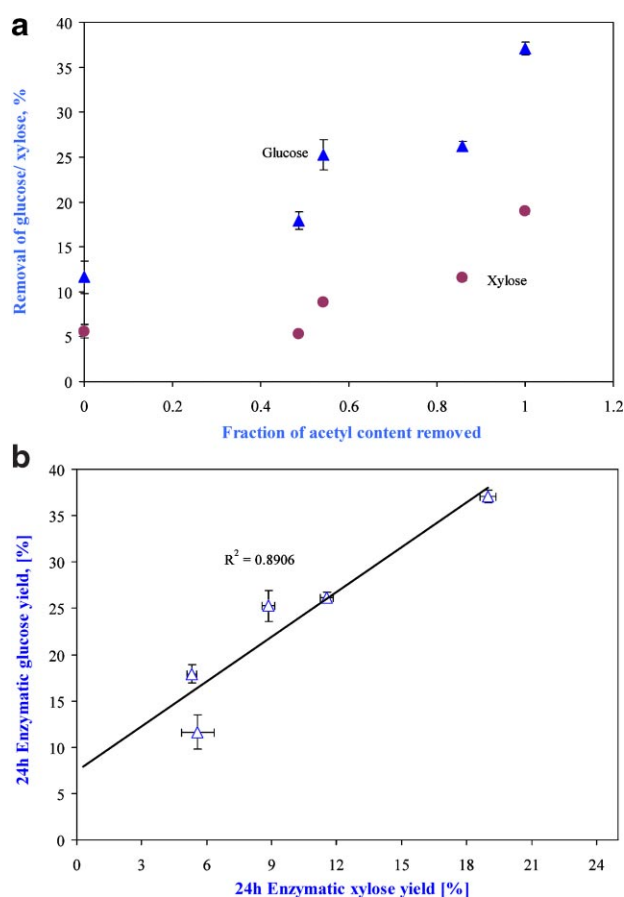 a
Removal of glucose/ xylose, %
40
35
30
25
20
15
10
5
0
Glucose
Xylose
0 0.2 0.4 0.6 0.8 1 1.2
Fraction of acetyl content removed
b
24h Enzymatic glucose yield, [%]
40
35
30
25
20
15
10
5
0
R² = 0.8906
0 3 6 9 12 15 18 21 24
24h Enzymatic xylose yield [%]